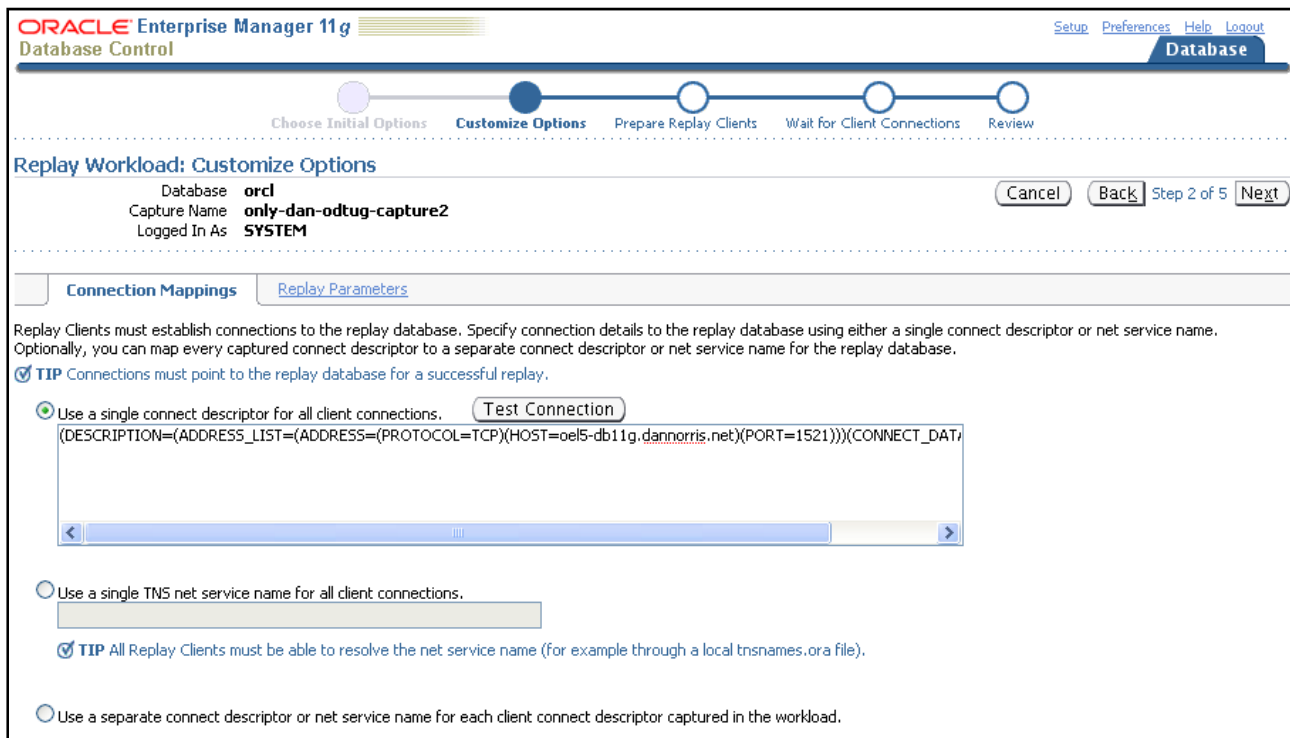 ORACLE Enterprise Manager 11g
Database Control
Setup Preferences Help Logout
Database
Choose Initial Options Customize Options Prepare Replay Clients Wait for Client Connections Review
Replay Workload: Customize Options
Database orcl
Capture Name only-dan-odtug-capture2
Logged In As SYSTEM
Cancel Back Step 2 of 5 Next
Connection Mappings Replay Parameters
Replay Clients must establish connections to the replay database. Specify connection details to the replay database using either a single connect descriptor or net service name.
Optionally, you can map every captured connect descriptor to a separate connect descriptor or net service name for the replay database.
TIP Connections must point to the replay database for a successful replay.
Use a single connect descriptor for all client connections. Test Connection
(DESCRIPTION=(ADDRESS_LIST=(ADDRESS=(PROTOCOL=TCP)(HOST=oel5-db11g.dannorris.net)(PORT=1521)))(CONNECT_DATA
Use a single TNS net service name for all client connections.
TIP All Replay Clients must be able to resolve the net service name (for example through a local tnsnames.ora file).
Use a separate connect descriptor or net service name for each client connect descriptor captured in the workload.